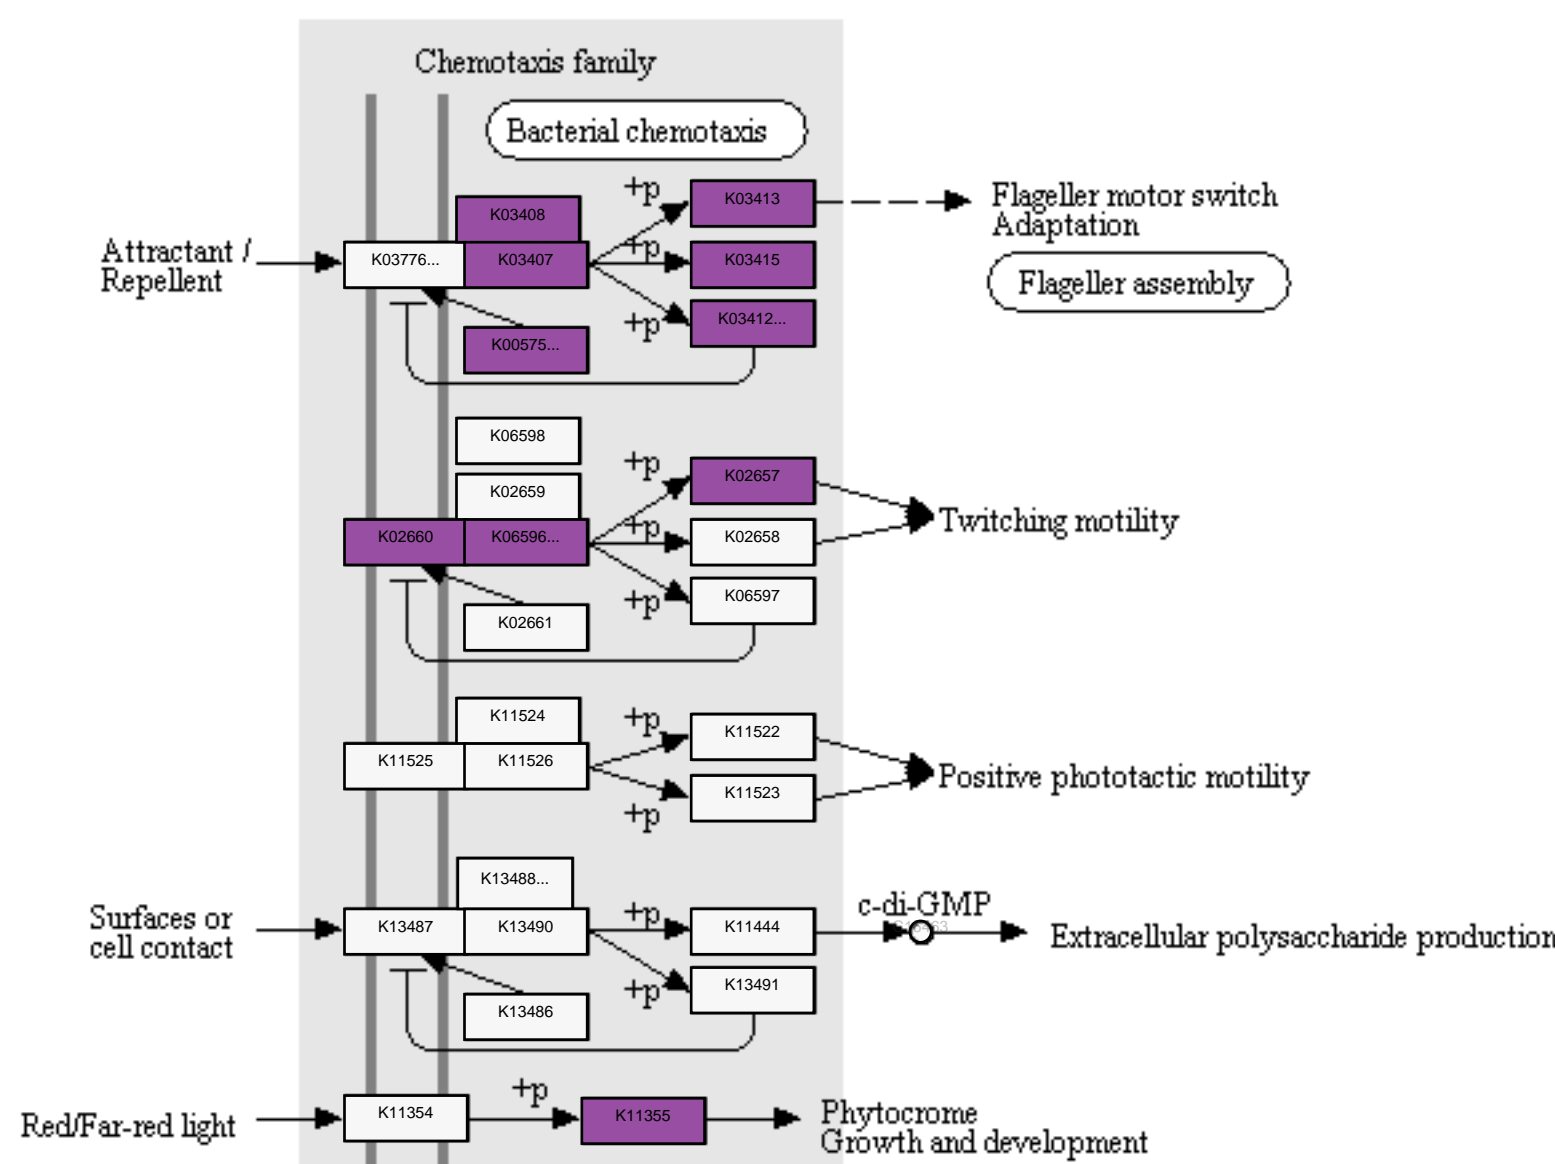 Chemotaxis family
Bacterial chemotaxis
+p
K03413
Flageller motor switch
Adaptation
K03408
Attractant /
Repellent
K03776...
K03407
+p
K03415
Flageller assembly
+p
K03412...
K00575...
K06598
+p
K02657
K02659
Twitching motility
K02660
K06596...
+p
K02658
+p
K06597
K02661
K11524
+p
K11522
K11525
K11526
Positive phototactic motility
+p
K11523
K13488...
c-di-GMP
Surfaces or
cell contact
K13487
K13490
+p
K11444
Extracellular polysaccharide production
+p
K13491
K13486
Red/Far-red light
K11354
+p
K11355
Phytocrome
Growth and development